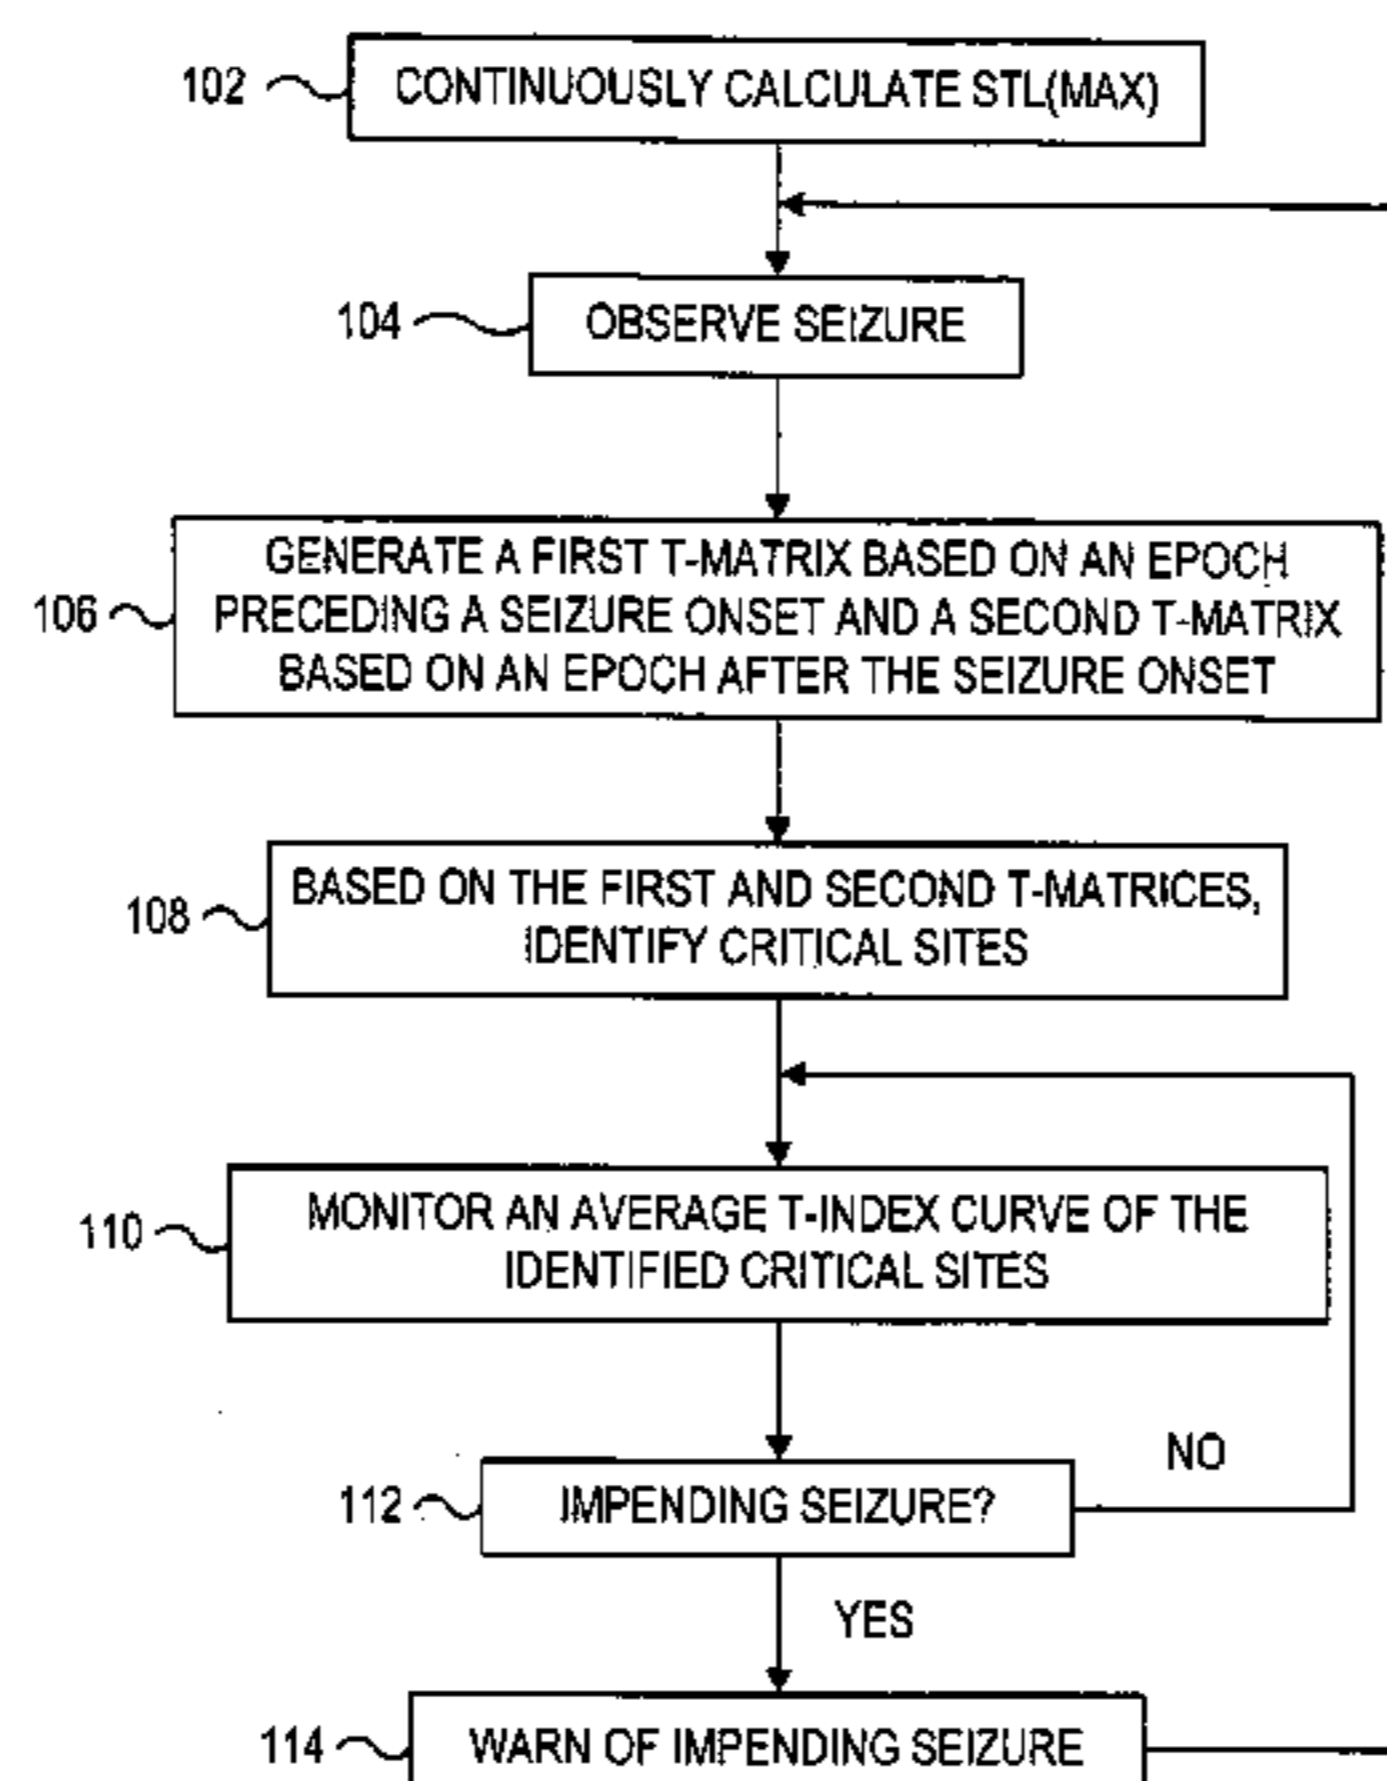 102
CONTINUOUSLY CALCULATE STL(MAX)
104
OBSERVE SEIZURE
106
GENERATE A FIRST T-MATRIX BASED ON AN EPOCH
PRECEDING A SEIZURE ONSET AND A SECOND T-MATRIX
BASED ON AN EPOCH AFTER THE SEIZURE ONSET
108
BASED ON THE FIRST AND SECOND T-MATRICES,
IDENTIFY CRITICAL SITES
110
MONITOR AN AVERAGE T-INDEX CURVE OF THE
IDENTIFIED CRITICAL SITES
112
IMPENDING SEIZURE?
NO
YES
114
WARN OF IMPENDING SEIZURE